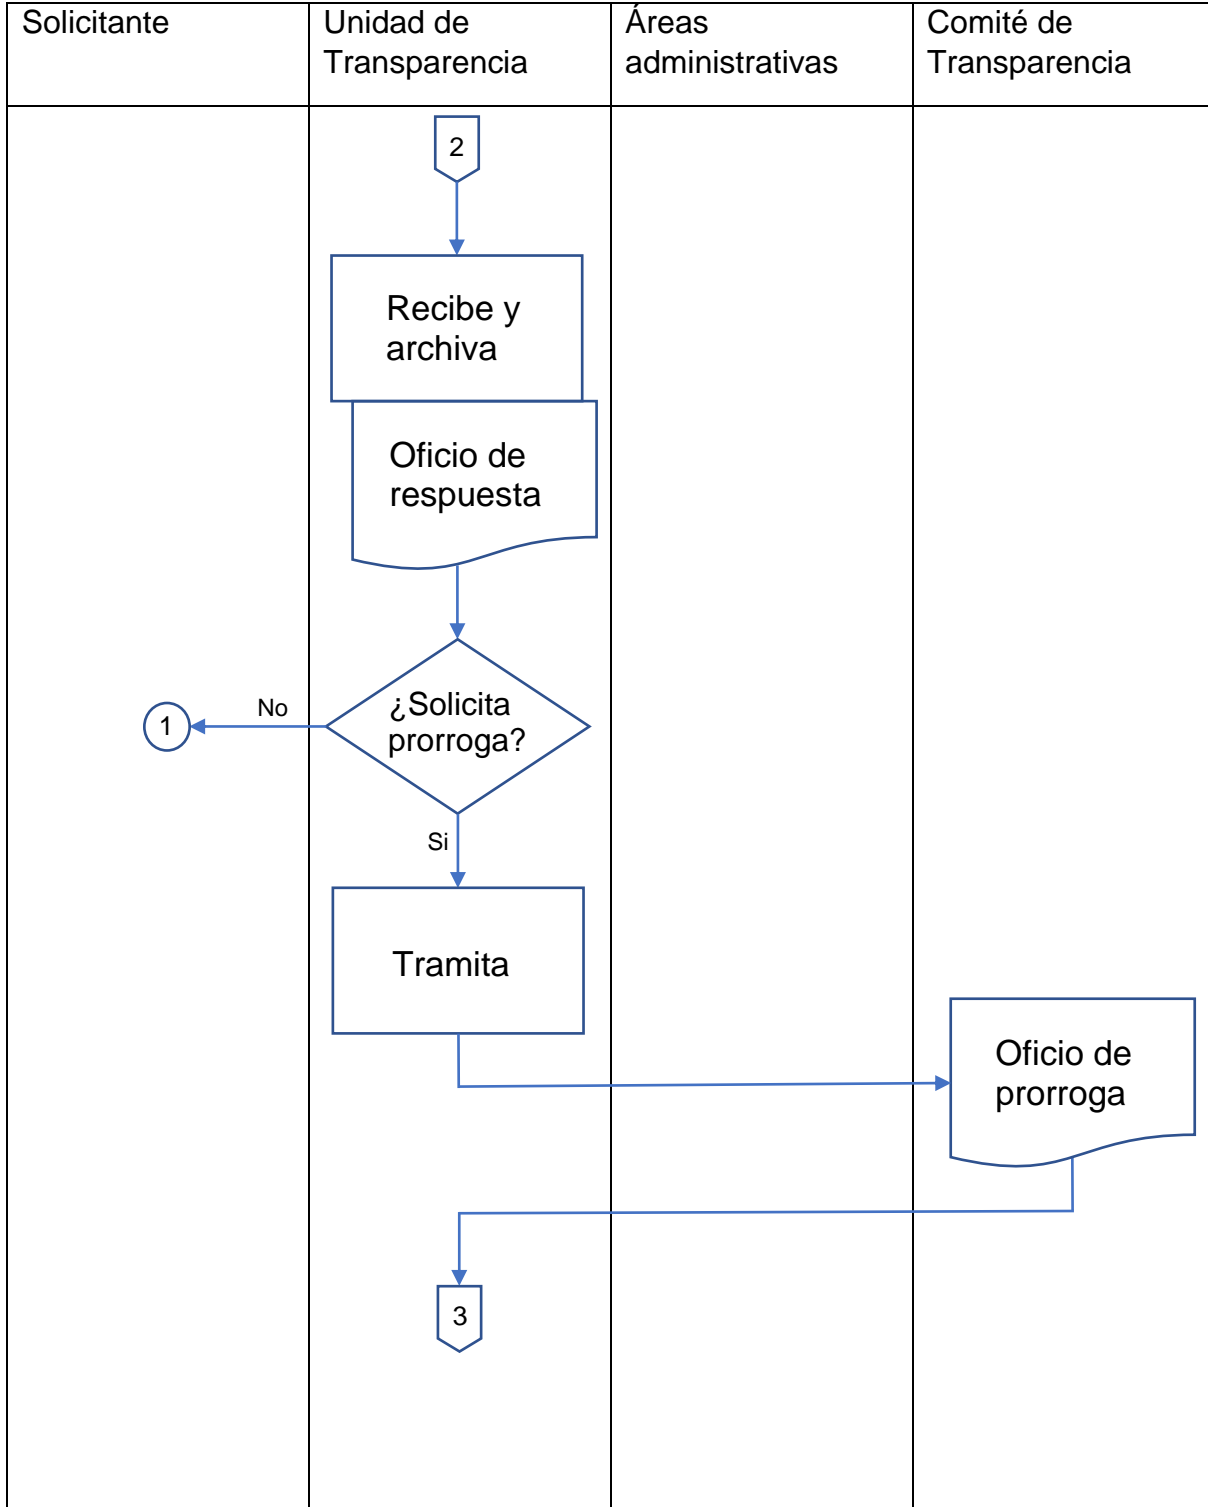 Solicitante
Unidad de
Transparencia
Áreas
administrativas
Comité de
Transparencia
2
Recibe y
archiva
Oficio de
respuesta
¿Solicita
prorroga?
No
1
Si
Tramita
Oficio de
prorroga
3